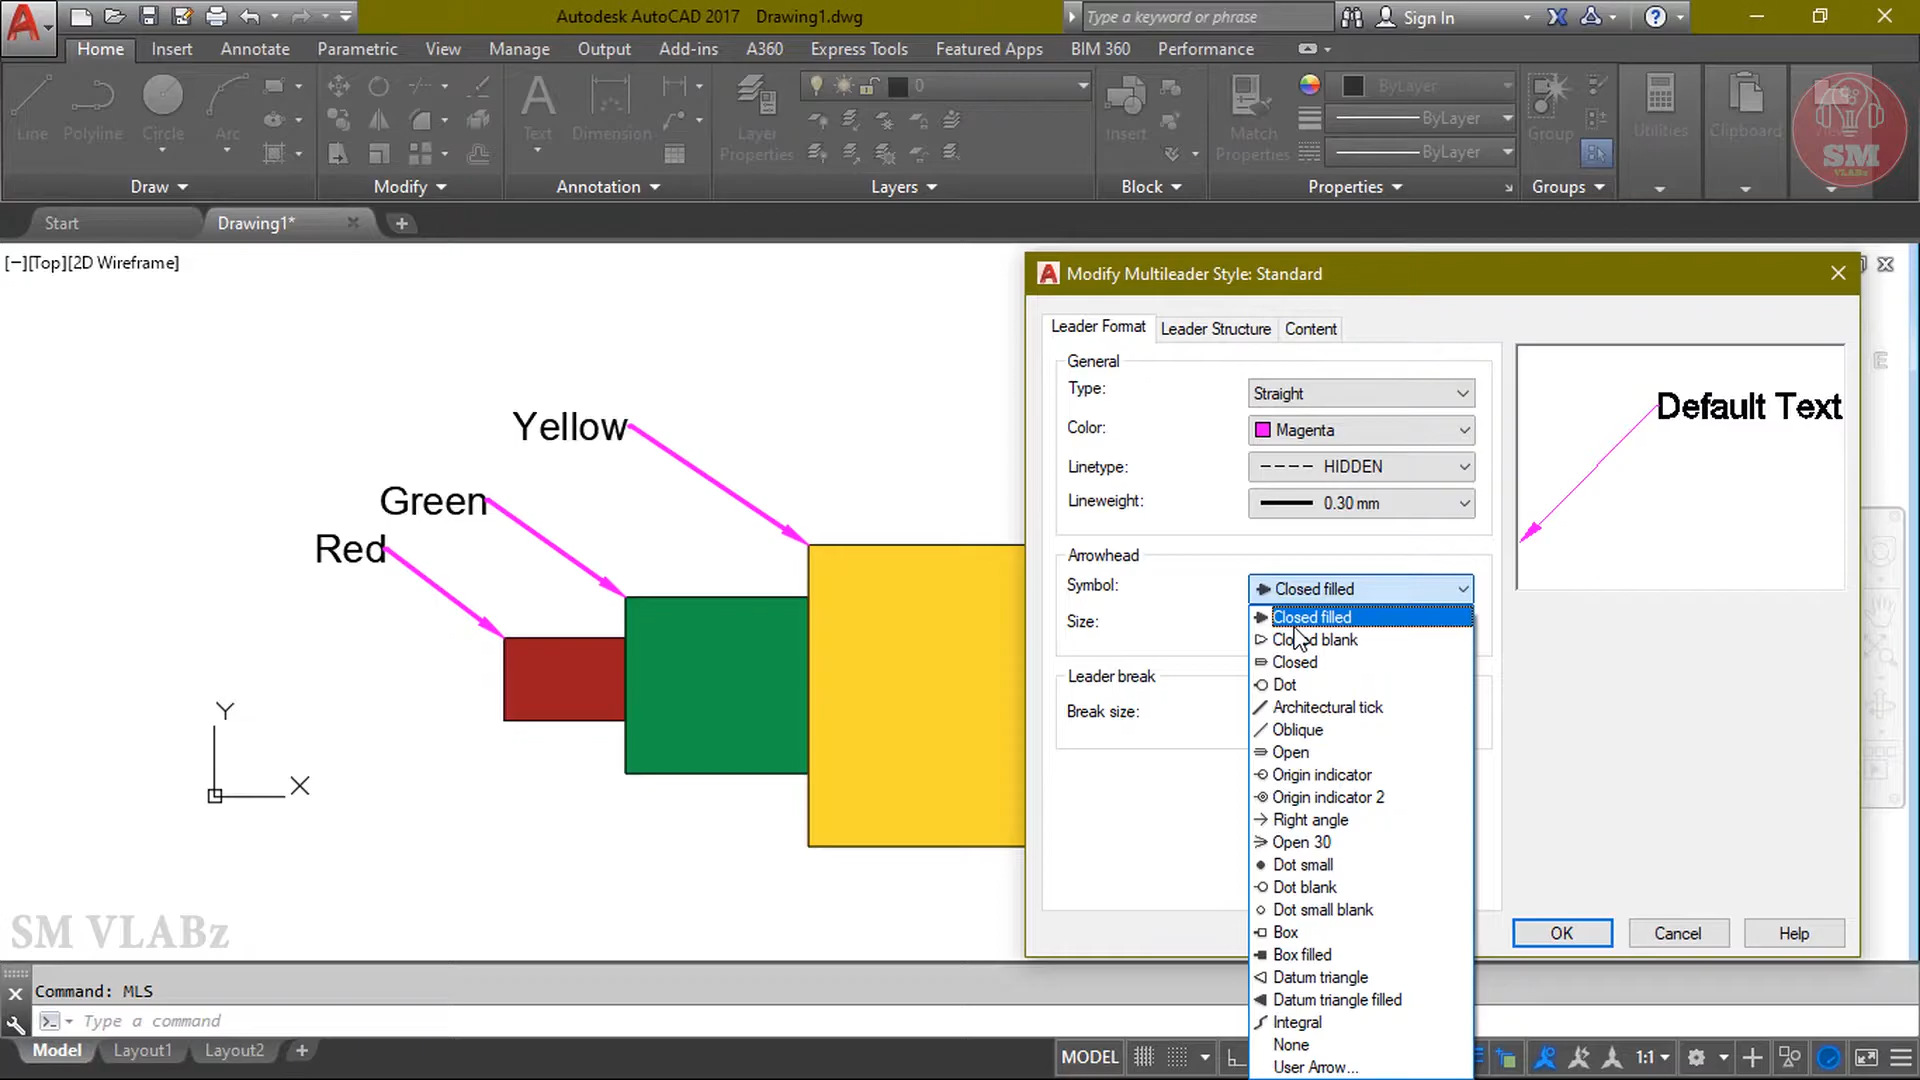 Autodesk AutoCAD 2017 Drawing1.dwg
Type a keyword or phrase
Sign In
Home Insert Annotate Parametric View Manage Output Add-ins A360 Express Tools Featured Apps BIM 360 Performance
Line Polyline Circle Arc
Text Dimension
Layer Properties
0
Insert
Match Properties
ByLayer
ByLayer
ByLayer
Group
Utilities
Clipboard
SM
VLABz
Draw Modify Annotation Layers Block Properties Groups
Start Drawing1*
[−][Top][2D Wireframe]
Yellow
Green
Red
Y
X
E
Modify Multileader Style: Standard
Leader Format Leader Structure Content
General
Type: Straight
Color: Magenta
Linetype: HIDDEN
Lineweight: 0.30 mm
Default Text
Arrowhead
Symbol: Closed filled
Size:
Leader break
Break size:
Closed filled
Closed blank
Closed
Dot
Architectural tick
Oblique
Open
Origin indicator
Origin indicator 2
Right angle
Open 30
Dot small
Dot blank
Dot small blank
Box
Box filled
Datum triangle
Datum triangle filled
Integral
None
User Arrow...
OK Cancel Help
SM VLABz
Command: MLS
Type a command
Model Layout1 Layout2
MODEL 1:1